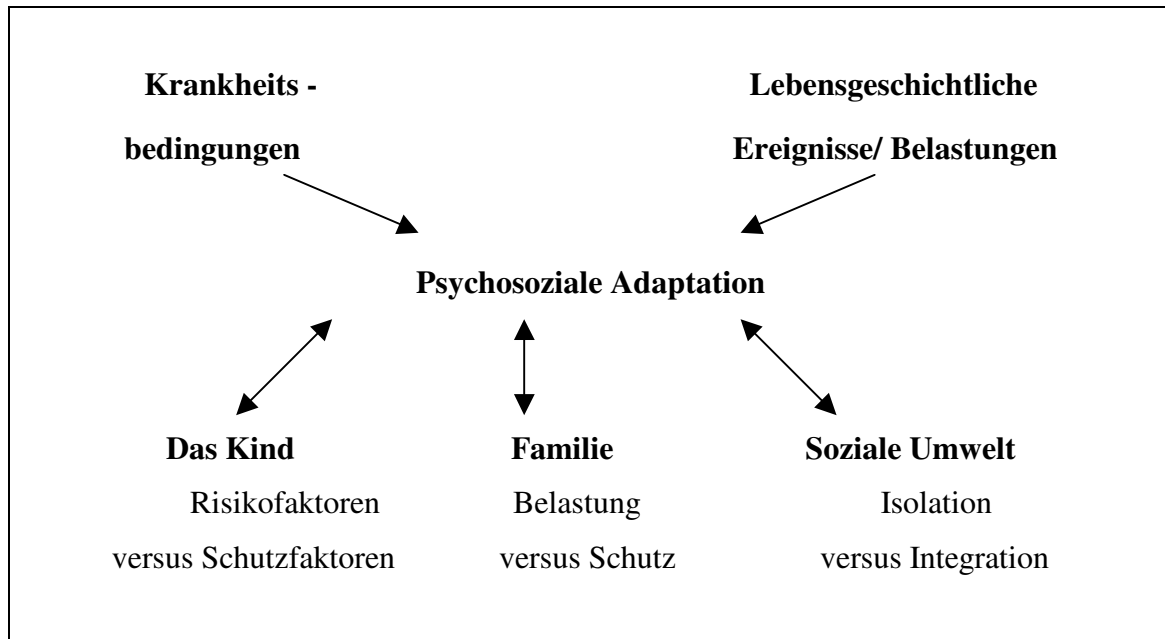 Krankheits -
bedingungen
Lebensgeschichtliche
Ereignisse/ Belastungen
Psychosoziale Adaptation
Das Kind
Risikofaktoren
versus Schutzfaktoren
Familie
Belastung
versus Schutz
Soziale Umwelt
Isolation
versus Integration